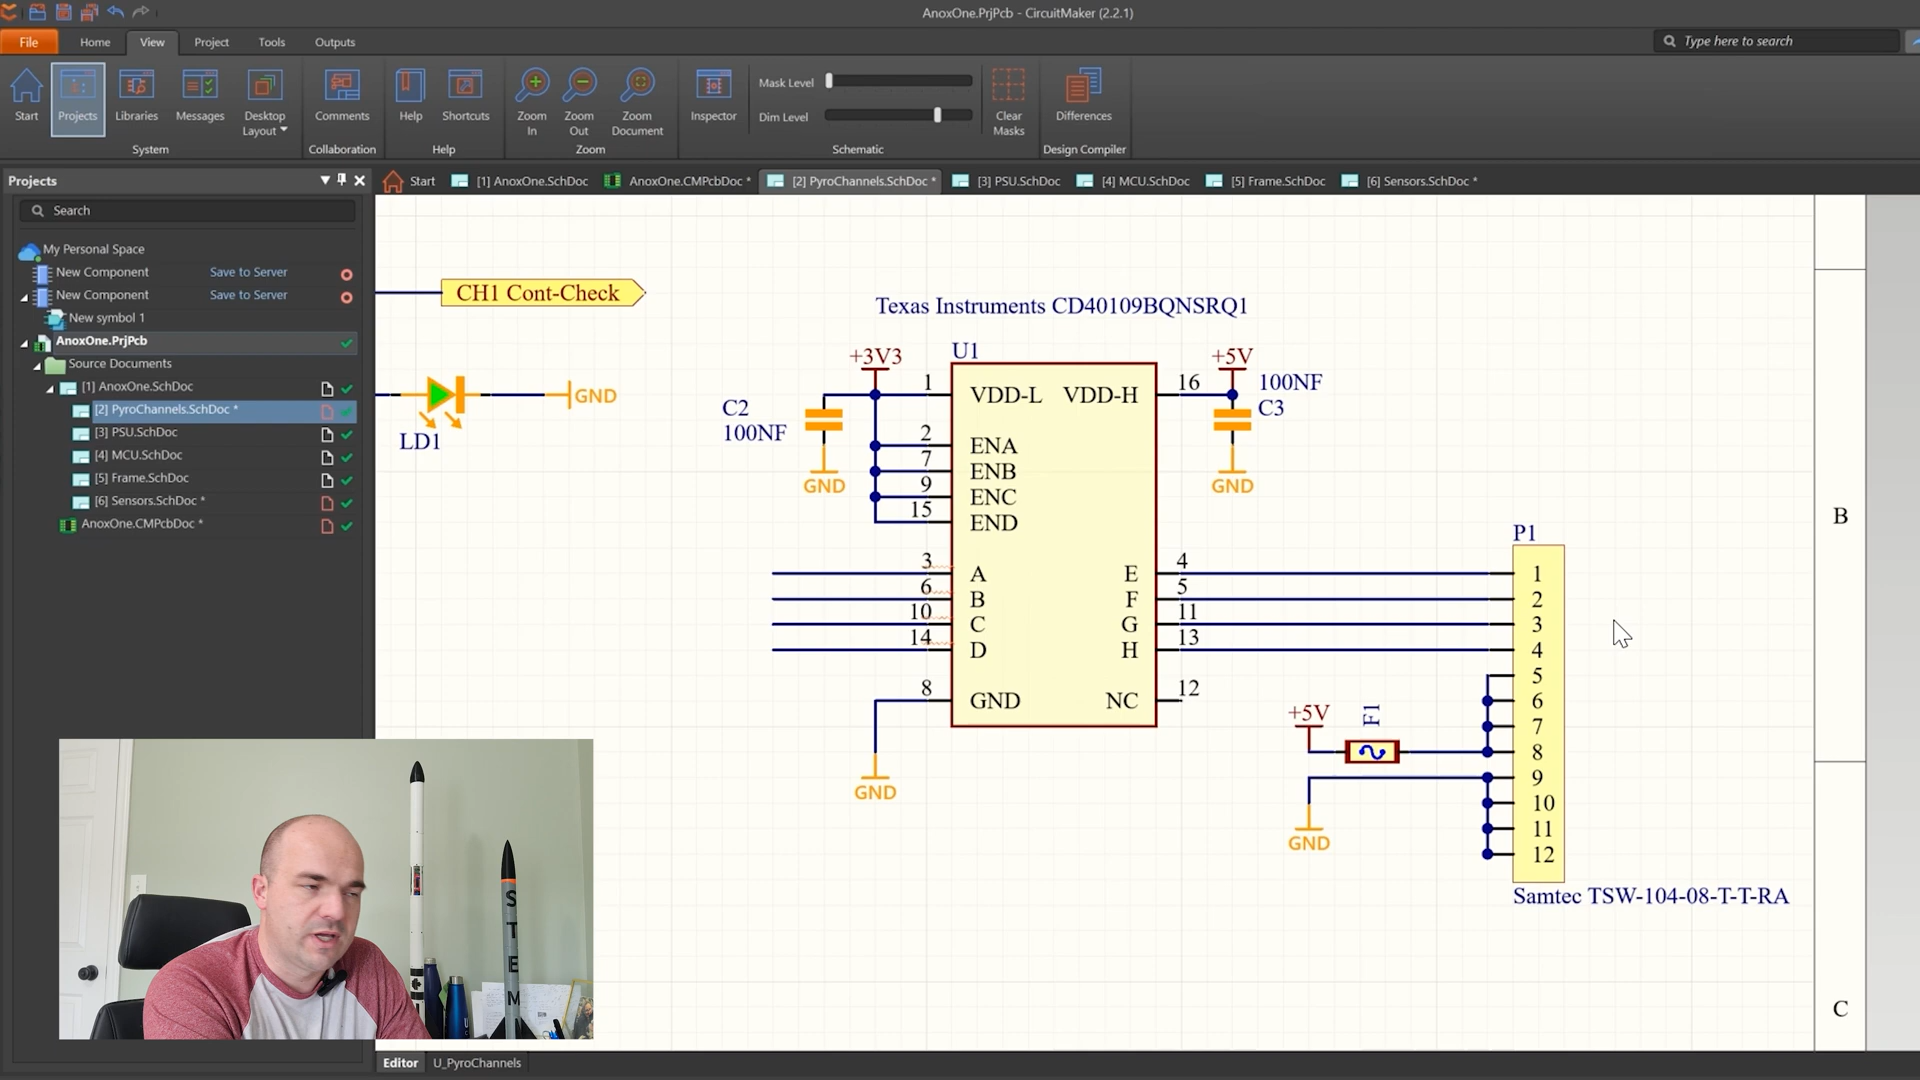 AnoxOne.PrjPcb - CircuitMaker (2.2.1)
File Home View Project Tools Outputs
Type here to search
Start Projects Libraries Messages Desktop Layout
Comments
Help Shortcuts
Zoom In Zoom Out Zoom Document
Inspector
Mask Level
Dim Level
Clear Masks
Differences
System Collaboration Help Zoom Schematic Design Compiler
Projects
Start [1] AnoxOne.SchDoc AnoxOne.CMPcbDoc * [2] PyroChannels.SchDoc * [3] PSU.SchDoc [4] MCU.SchDoc [5] Frame.SchDoc [6] Sensors.SchDoc *
Search
My Personal Space
New Component Save to Server
New Component Save to Server
New symbol 1
AnoxOne.PrjPcb
Source Documents
[1] AnoxOne.SchDoc
[2] PyroChannels.SchDoc *
[3] PSU.SchDoc
[4] MCU.SchDoc
[5] Frame.SchDoc
[6] Sensors.SchDoc *
AnoxOne.CMPcbDoc *
CH1 Cont-Check
GND
LD1
Texas Instruments CD40109BQNSRQ1
+3V3
U1
+5V
1 VDD-L VDD-H 16
100NF
C3
C2
100NF
2 ENA
7 ENB
9 ENC
15 END
GND
GND
3 A E 4
6 B F 5
10 C G 11
14 D H 13
8 GND NC 12
GND
P1
1
2
3
4
5
6
7
8
9
10
11
12
+5V
F1
GND
Samtec TSW-104-08-T-T-RA
B
C
S
T
E
M
Editor U_PyroChannels